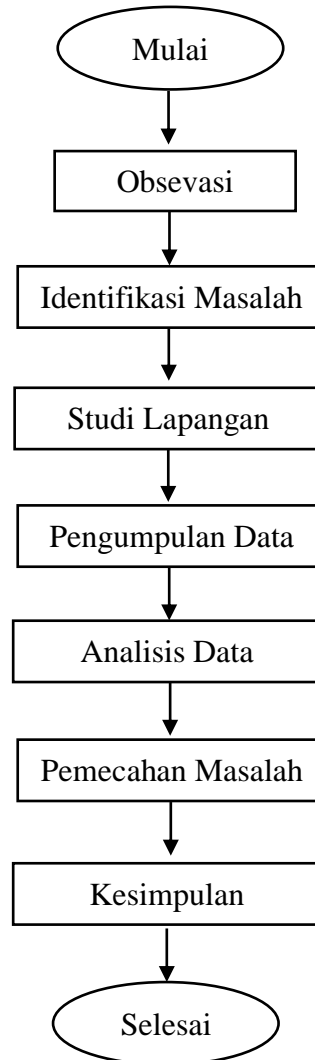 Mulai
Obsevasi
Identifikasi Masalah
Studi Lapangan
Pengumpulan Data
Analisis Data
Pemecahan Masalah
Kesimpulan
Selesai